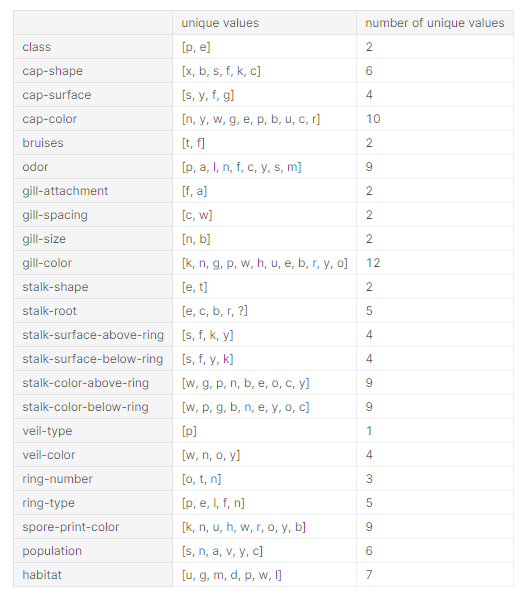 unique values number of unique values
class [p, e] 2
cap-shape [x, b, s, f, k, c] 6
cap-surface [s, y, f, g] 4
cap-color [n, y, w, g, e, p, b, u, c, r] 10
bruises [t, f] 2
odor [p, a, l, n, f, c, y, s, m] 9
gill-attachment [f, a] 2
gill-spacing [c, w] 2
gill-size [n, b] 2
gill-color [k, n, g, p, w, h, u, e, b, r, y, o] 12
stalk-shape [e, t] 2
stalk-root [e, c, b, r, ?] 5
stalk-surface-above-ring [s, f, k, y] 4
stalk-surface-below-ring [s, f, y, k] 4
stalk-color-above-ring [w, g, p, n, b, e, o, c, y] 9
stalk-color-below-ring [w, p, g, b, n, e, y, o, c] 9
veil-type [p] 1
veil-color [w, n, o, y] 4
ring-number [o, t, n] 3
ring-type [p, e, l, f, n] 5
spore-print-color [k, n, u, h, w, r, o, y, b] 9
population [s, n, a, v, y, c] 6
habitat [u, g, m, d, p, w, l] 7